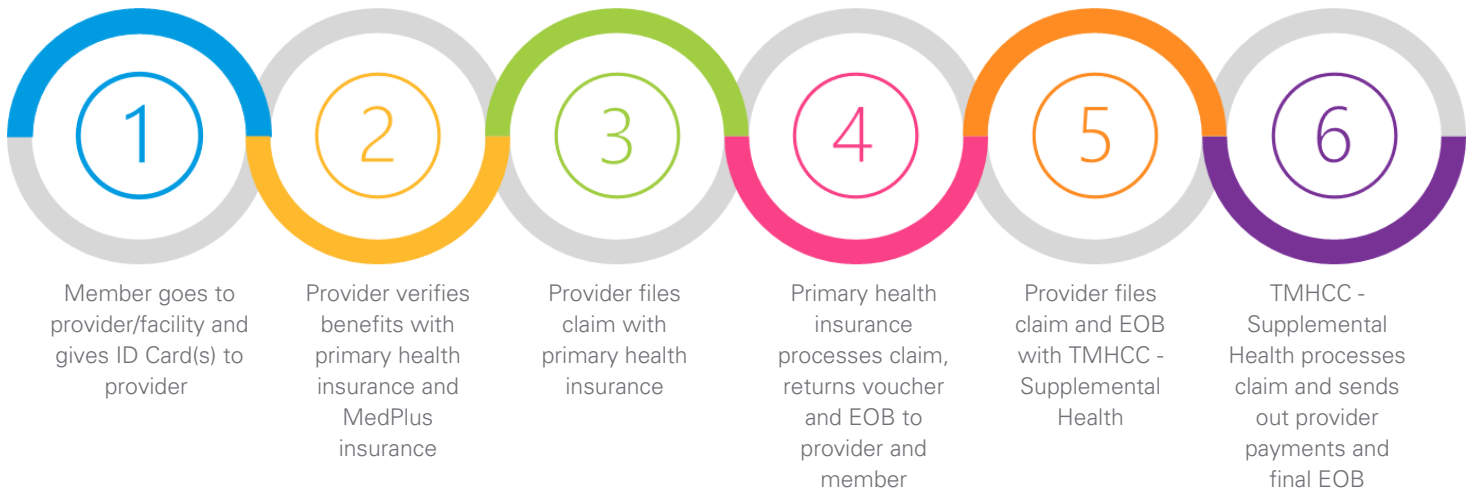 1
Member goes to
provider/facility and
gives ID Card(s) to
provider
2
Provider verifies
benefits with
primary health
insurance and
MedPlus
insurance
3
Provider files
claim with
primary health
insurance
4
Primary health
insurance
processes claim,
returns voucher
and EOB to
provider and
member
5
Provider files
claim and EOB
with TMHCC -
Supplemental
Health
6
TMHCC -
Supplemental
Health processes
claim and sends
out provider
payments and
final EOB